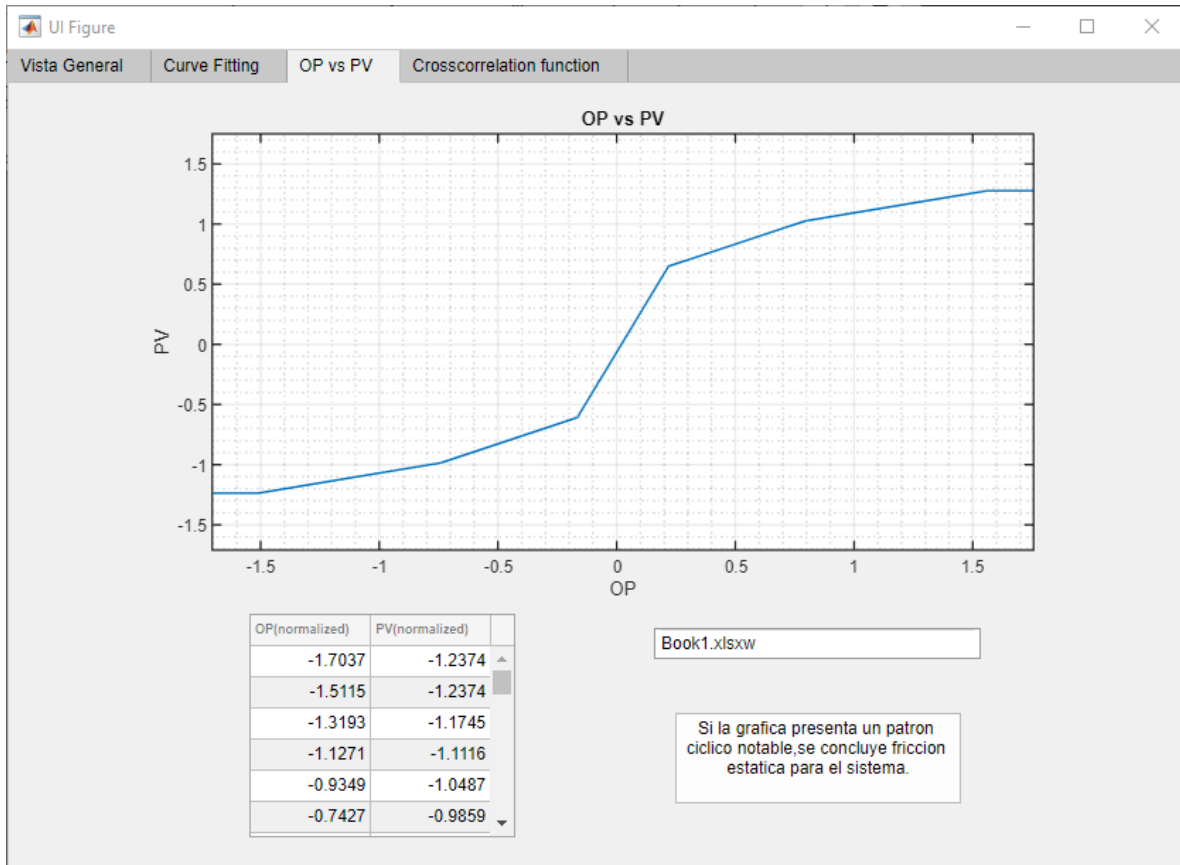 UI Figure
Vista General Curve Fitting OP vs PV Crosscorrelation function
OP vs PV
1.5
1
0.5
0
-0.5
-1
-1.5
PV
-1.5 -1 -0.5 0 0.5 1 1.5
OP
OP(normalized) PV(normalized)
-1.7037 -1.2374
-1.5115 -1.2374
-1.3193 -1.1745
-1.1271 -1.1116
-0.9349 -1.0487
-0.7427 -0.9859
Book1.xlsxw
Si la grafica presenta un patron
ciclico notable,se concluye friccion
estatica para el sistema.